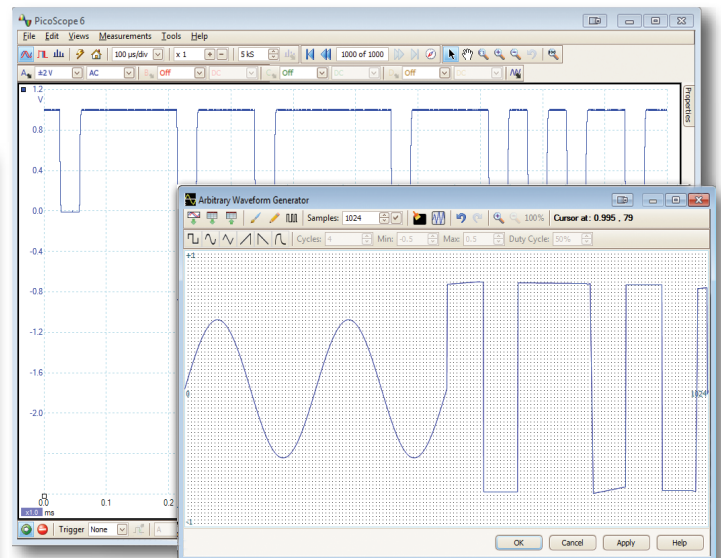 PicoScope 6
File Edit Views Measurements Tools Help
100 µs/div x 1 + - 5 kS 1000 of 1000
A ±2 V AC Off DC Off DC Off DC
1.2
V
0.8
0.4
0.0
-0.4
-0.8
-1.2
-1.6
-2.0
0.0 0.1 0.2
x1.0 ms
Trigger None A
Properties
Arbitrary Waveform Generator
Samples: 1024 100% Cursor at: 0.995 , 79
Cycles: 4 Min: -0.5 Max: 0.5 Duty Cycle: 50%
+1
0 1024
-1
OK Cancel Apply Help